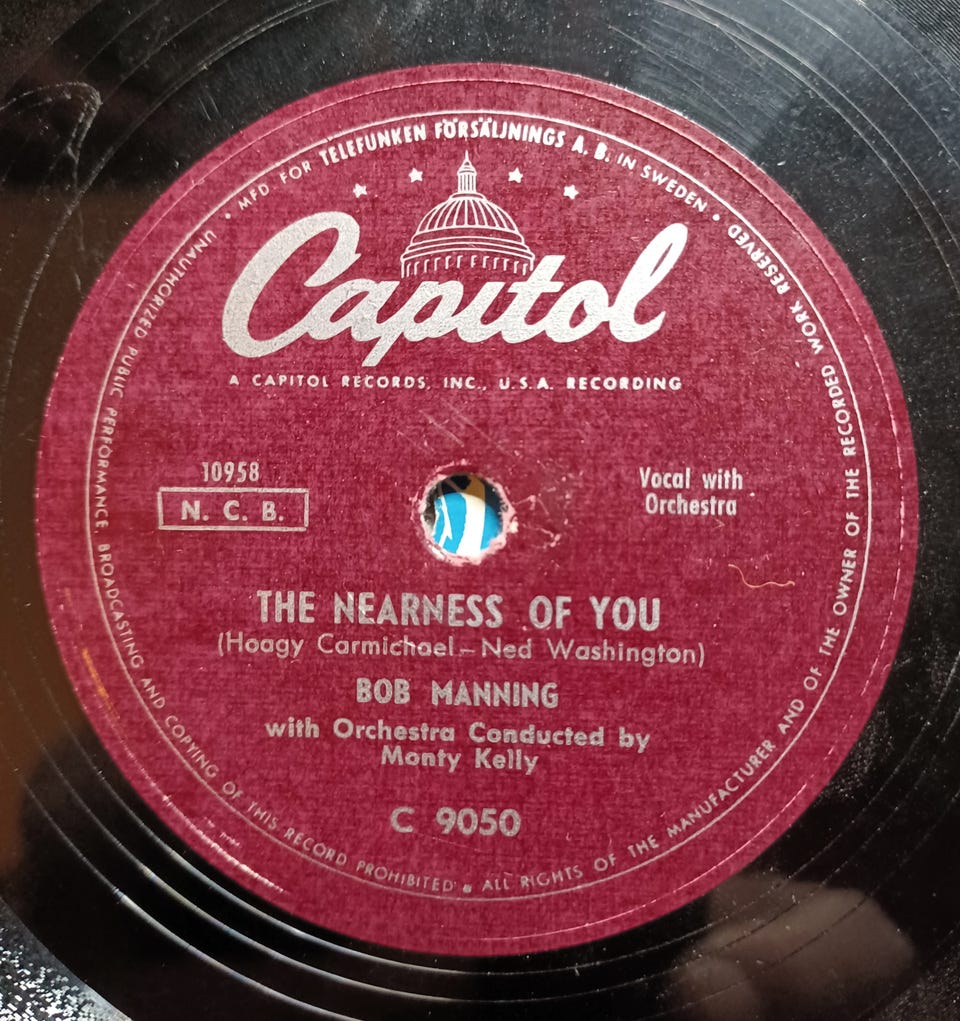 MFD FOR TELEFUNKEN FÖRSÄLJNINGS A. B. IN SWEDEN
Capitol
A CAPITOL RECORDS, INC., U.S.A. RECORDING
10958
N. C. B.
Vocal with
Orchestra
THE NEARNESS OF YOU
(Hoagy Carmichael – Ned Washington)
BOB MANNING
with Orchestra Conducted by
Monty Kelly
C 9050
UNAUTHORIZED PUBLIC PERFORMANCE, BROADCASTING AND COPYING OF THIS RECORD PROHIBITED • ALL RIGHTS OF THE MANUFACTURER AND OF THE OWNER OF THE RECORDED WORK RESERVED